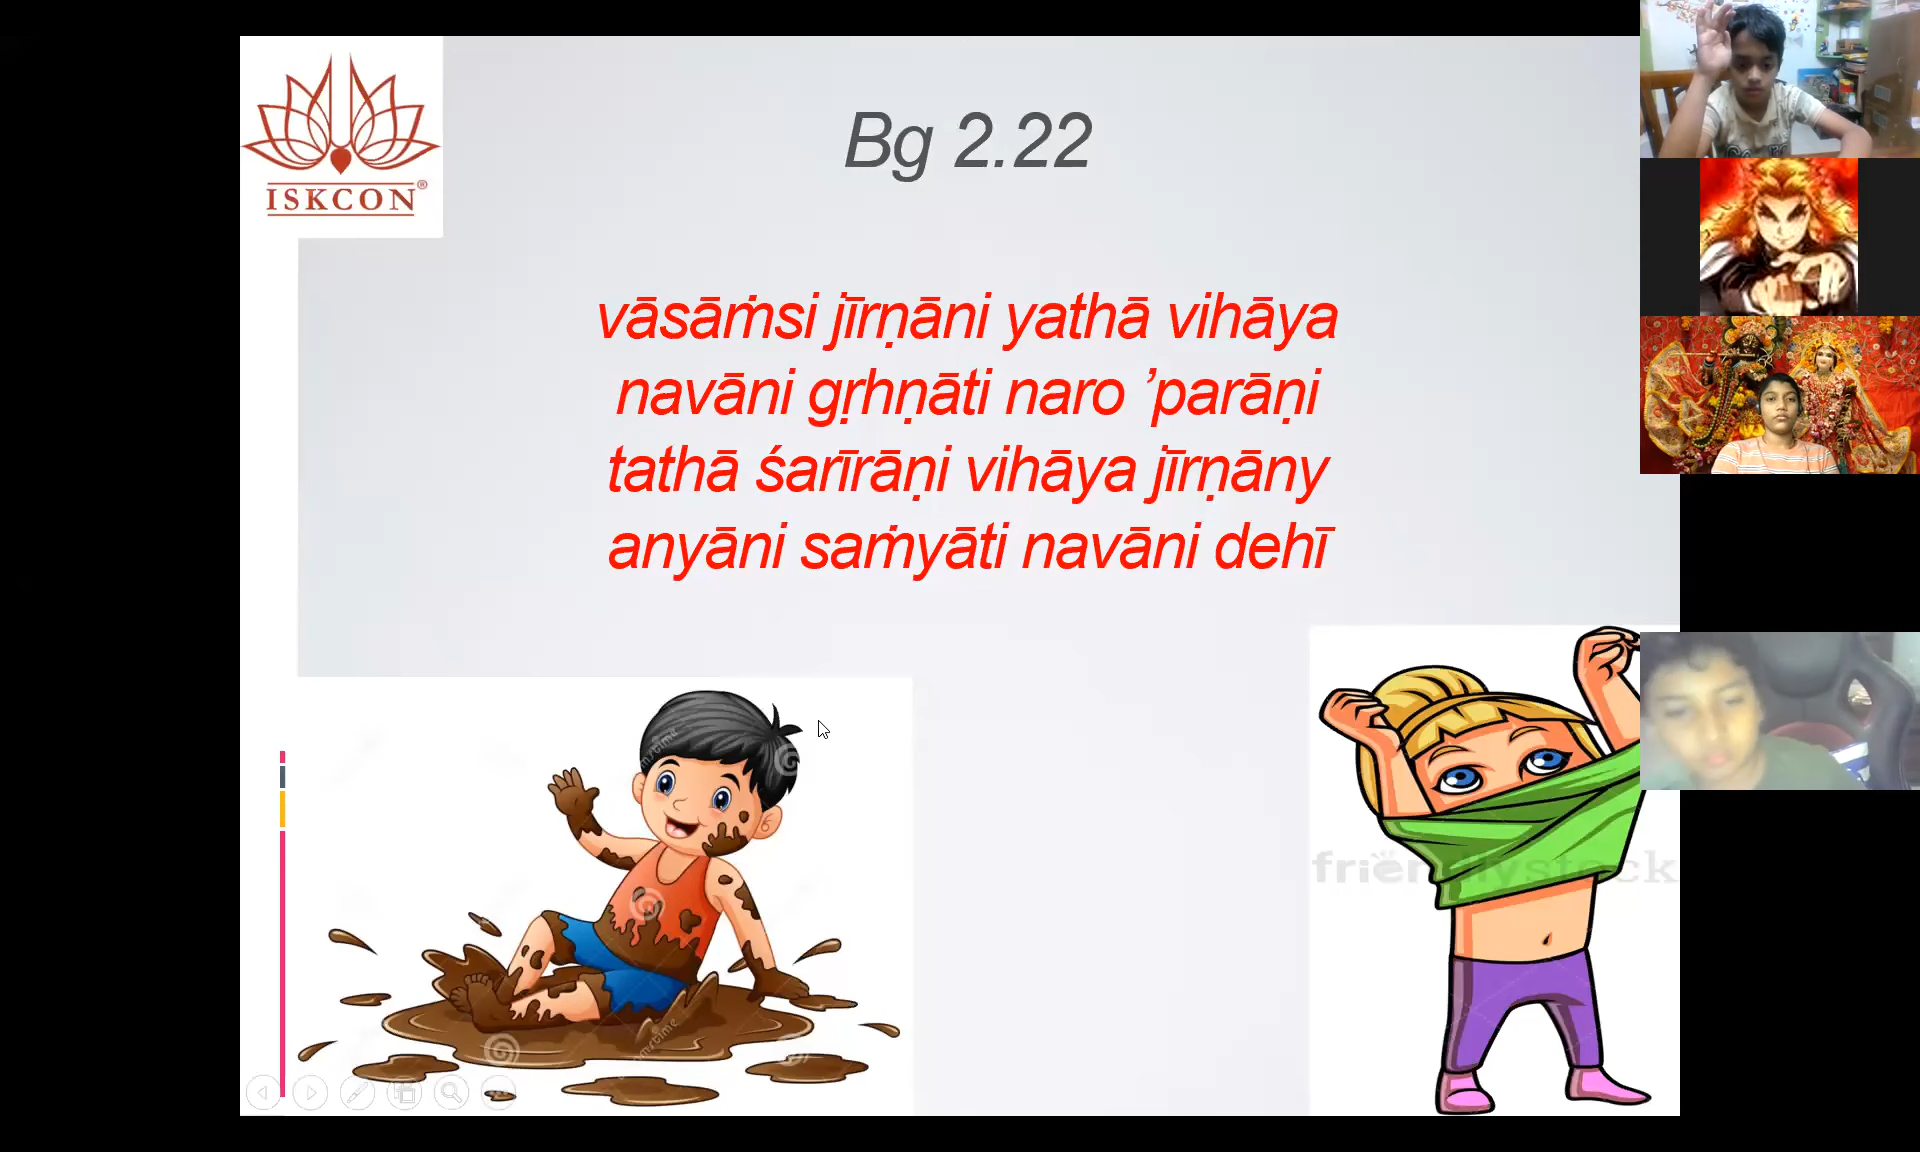 ISKCON®
Bg 2.22
vāsāṁsi jīrṇāni yathā vihāya
navāni gṛhṇāti naro ’parāṇi
tathā śarīrāṇi vihāya jīrṇāny
anyāni saṁyāti navāni dehī
friendlystock